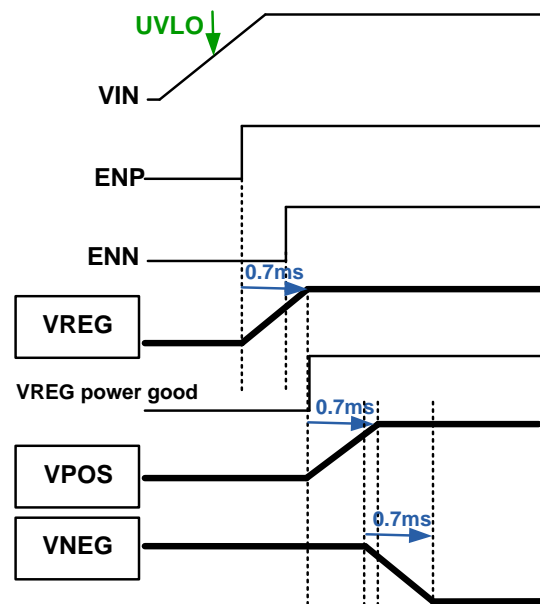 UVLO
VIN
ENP
ENN
0.7ms
VREG
VREG power good
0.7ms
VPOS
0.7ms
VNEG